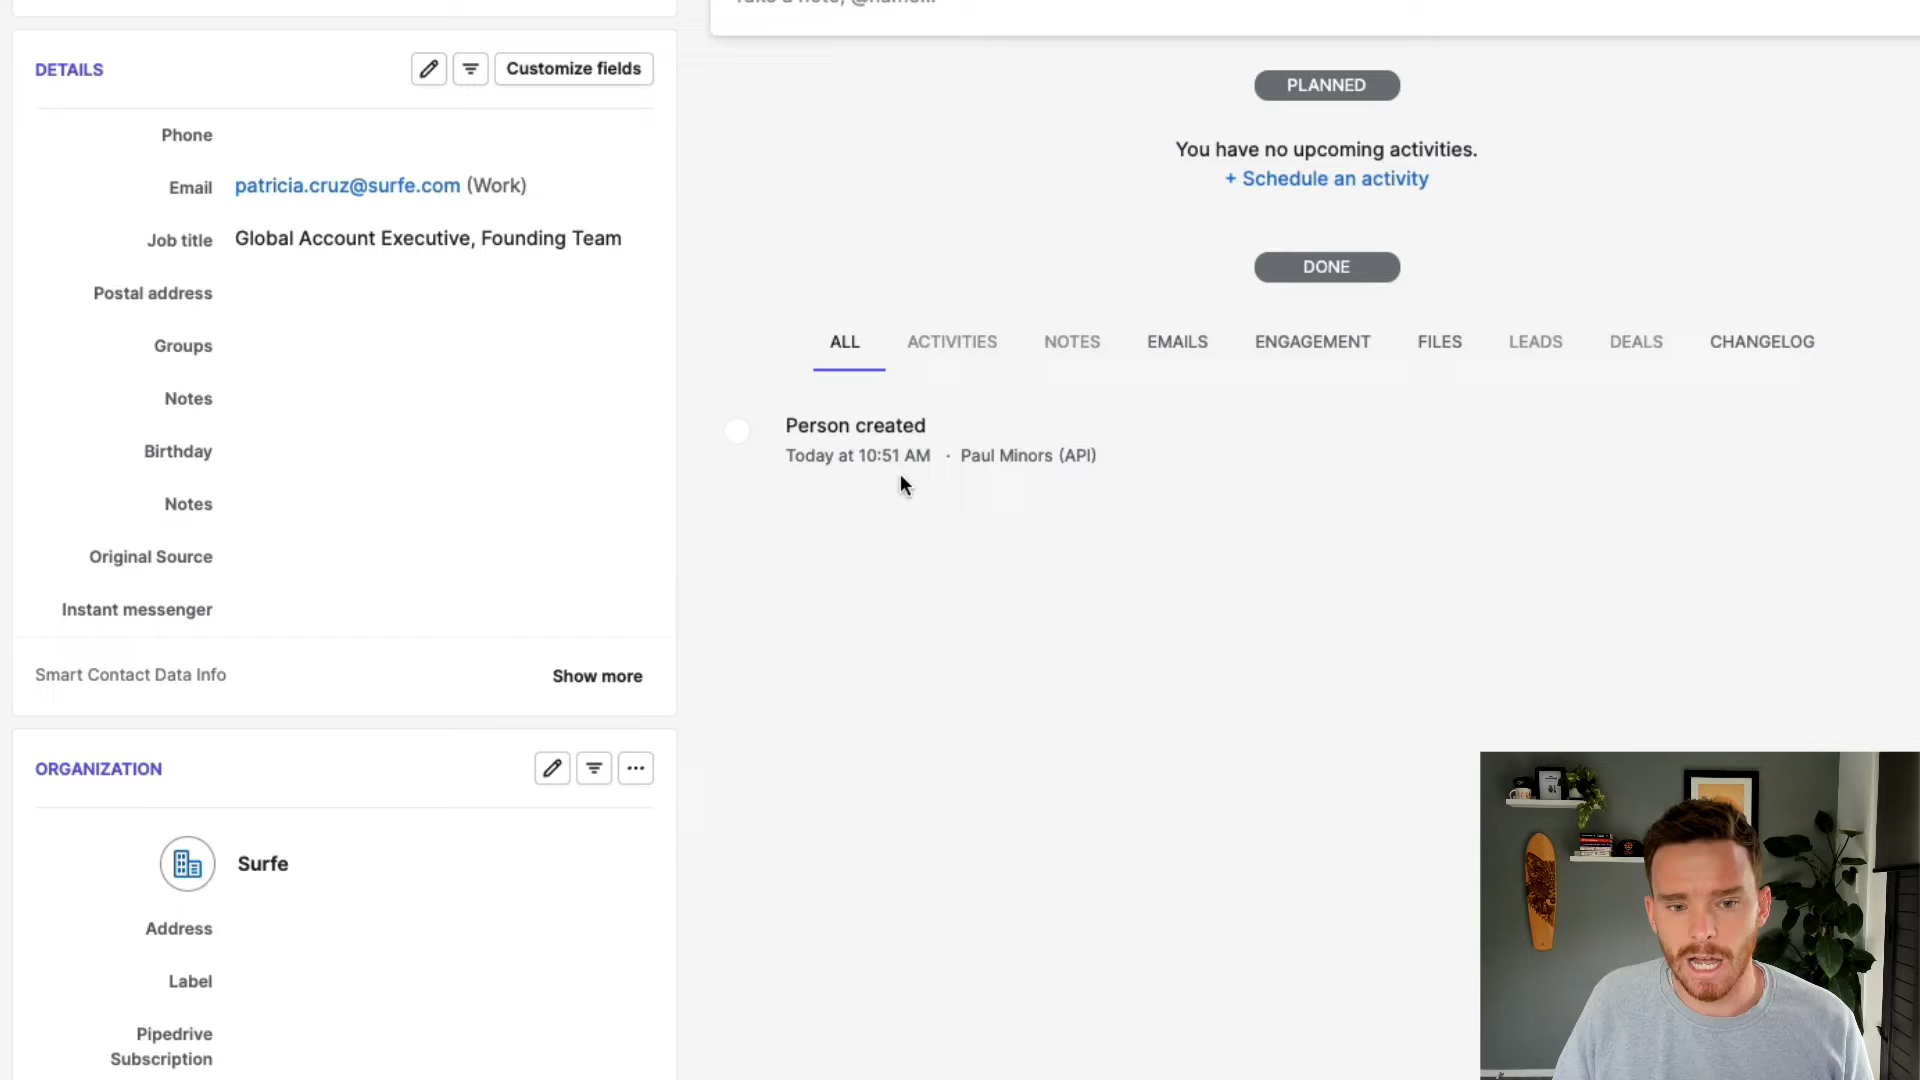 Take a note, @name...
DETAILS
Customize fields
Phone
Email patricia.cruz@surfe.com (Work)
Job title Global Account Executive, Founding Team
Postal address
Groups
Notes
Birthday
Notes
Original Source
Instant messenger
Smart Contact Data Info Show more
ORGANIZATION
Surfe
Address
Label
Pipedrive
Subscription
PLANNED
You have no upcoming activities.
+ Schedule an activity
DONE
ALL ACTIVITIES NOTES EMAILS ENGAGEMENT FILES LEADS DEALS CHANGELOG
Person created
Today at 10:51 AM · Paul Minors (API)